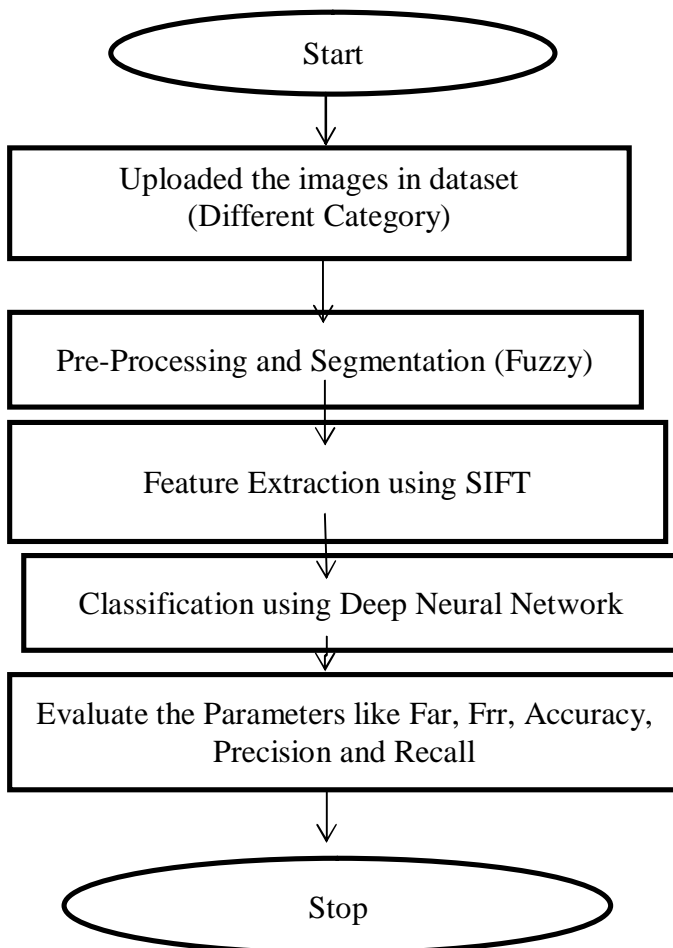 Start
Uploaded the images in dataset
(Different Category)
Pre-Processing and Segmentation (Fuzzy)
Feature Extraction using SIFT
Classification using Deep Neural Network
Evaluate the Parameters like Far, Frr, Accuracy,
Precision and Recall
Stop